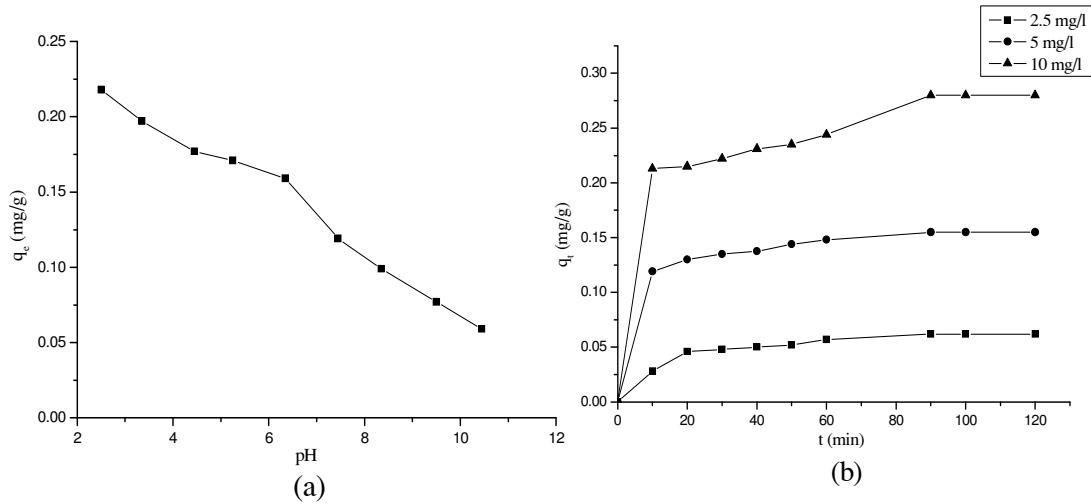 0.25
0.20
0.15
0.10
0.05
0.00
qe (mg/g)
2 4 6 8 10 12
pH
(a)
2.5 mg/l
5 mg/l
10 mg/l
0.30
0.25
0.20
0.15
0.10
0.05
0.00
qt (mg/g)
0 20 40 60 80 100 120
t (min)
(b)